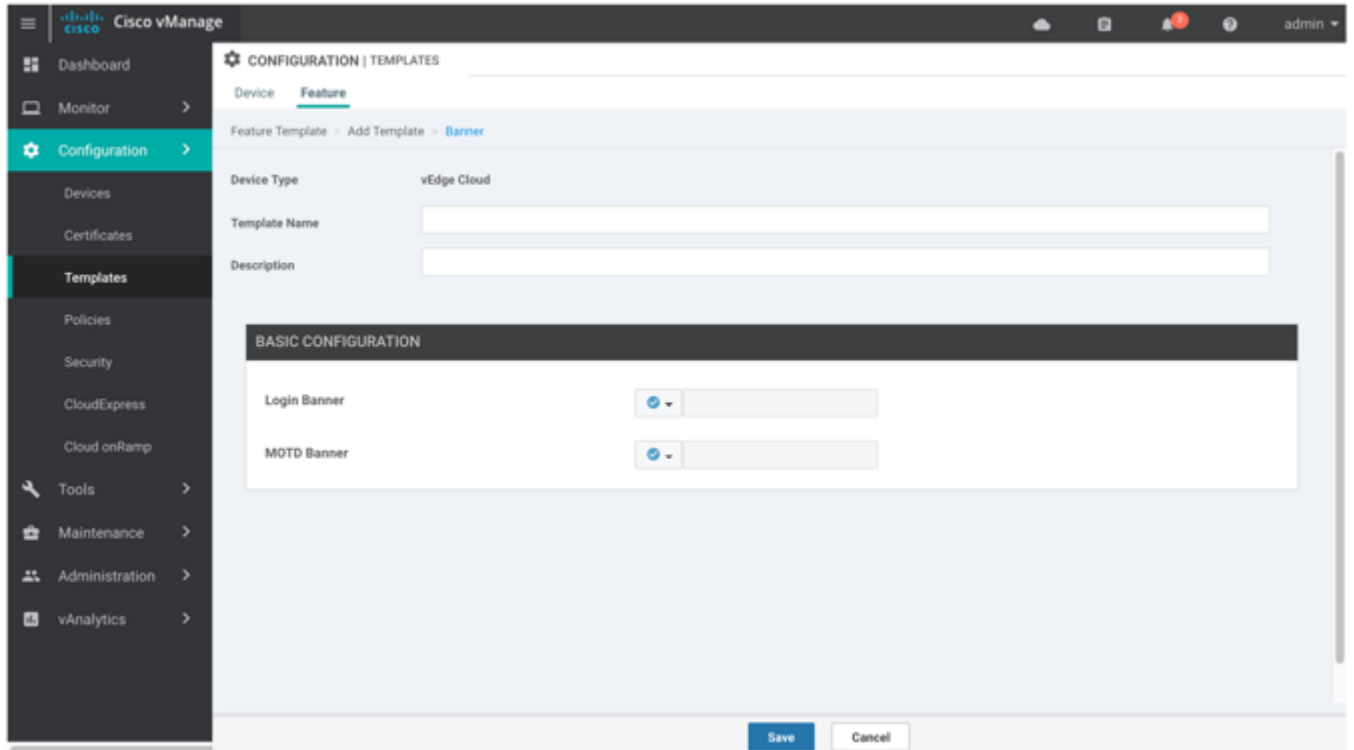 cisco Cisco vManage
3
admin
Dashboard
Monitor
Configuration
Devices
Certificates
Templates
Policies
Security
CloudExpress
Cloud onRamp
Tools
Maintenance
Administration
vAnalytics
CONFIGURATION | TEMPLATES
Device Feature
Feature Template > Add Template > Banner
Device Type vEdge Cloud
Template Name
Description
BASIC CONFIGURATION
Login Banner
MOTD Banner
Save Cancel